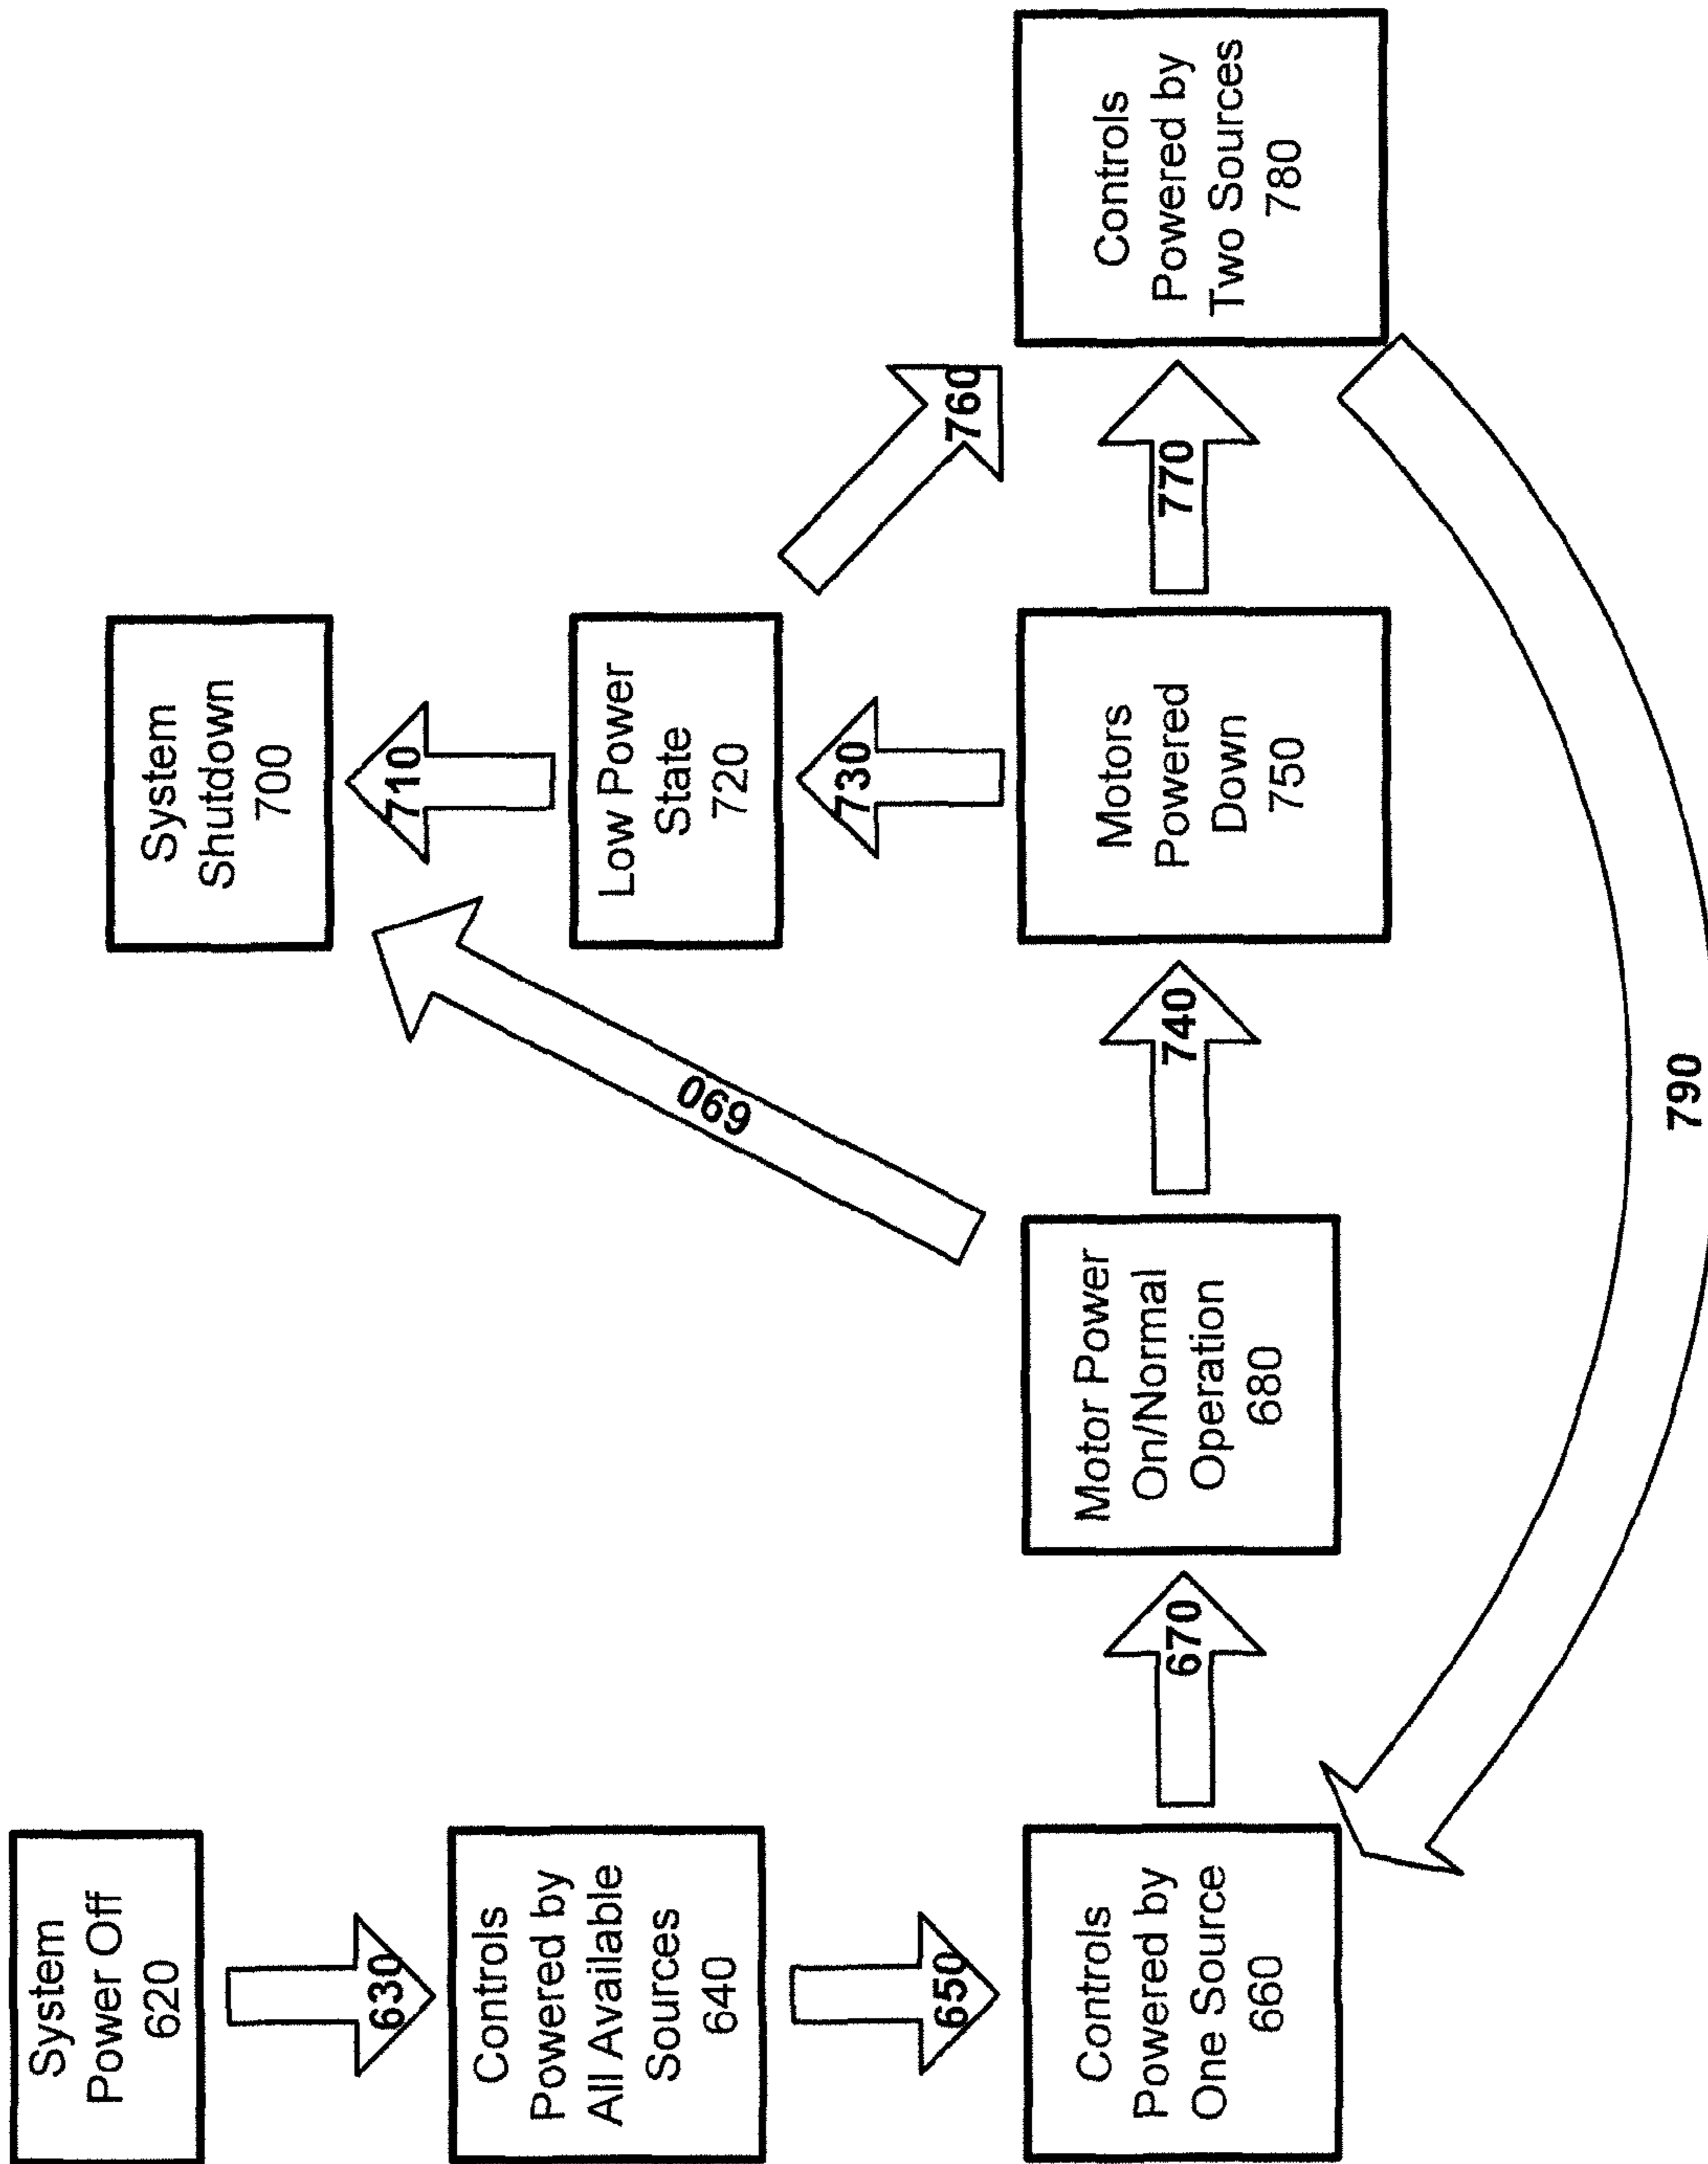 System
Power Off
620
630
Controls
Powered by
All Available
Sources
640
650
Controls
Powered by
One Source
660
670
Motor Power
On/Normal
Operation
680
690
System
Shutdown
700
710
Low Power
State
720
730
740
Motors
Powered
Down
750
760
770
Controls
Powered by
Two Sources
780
790